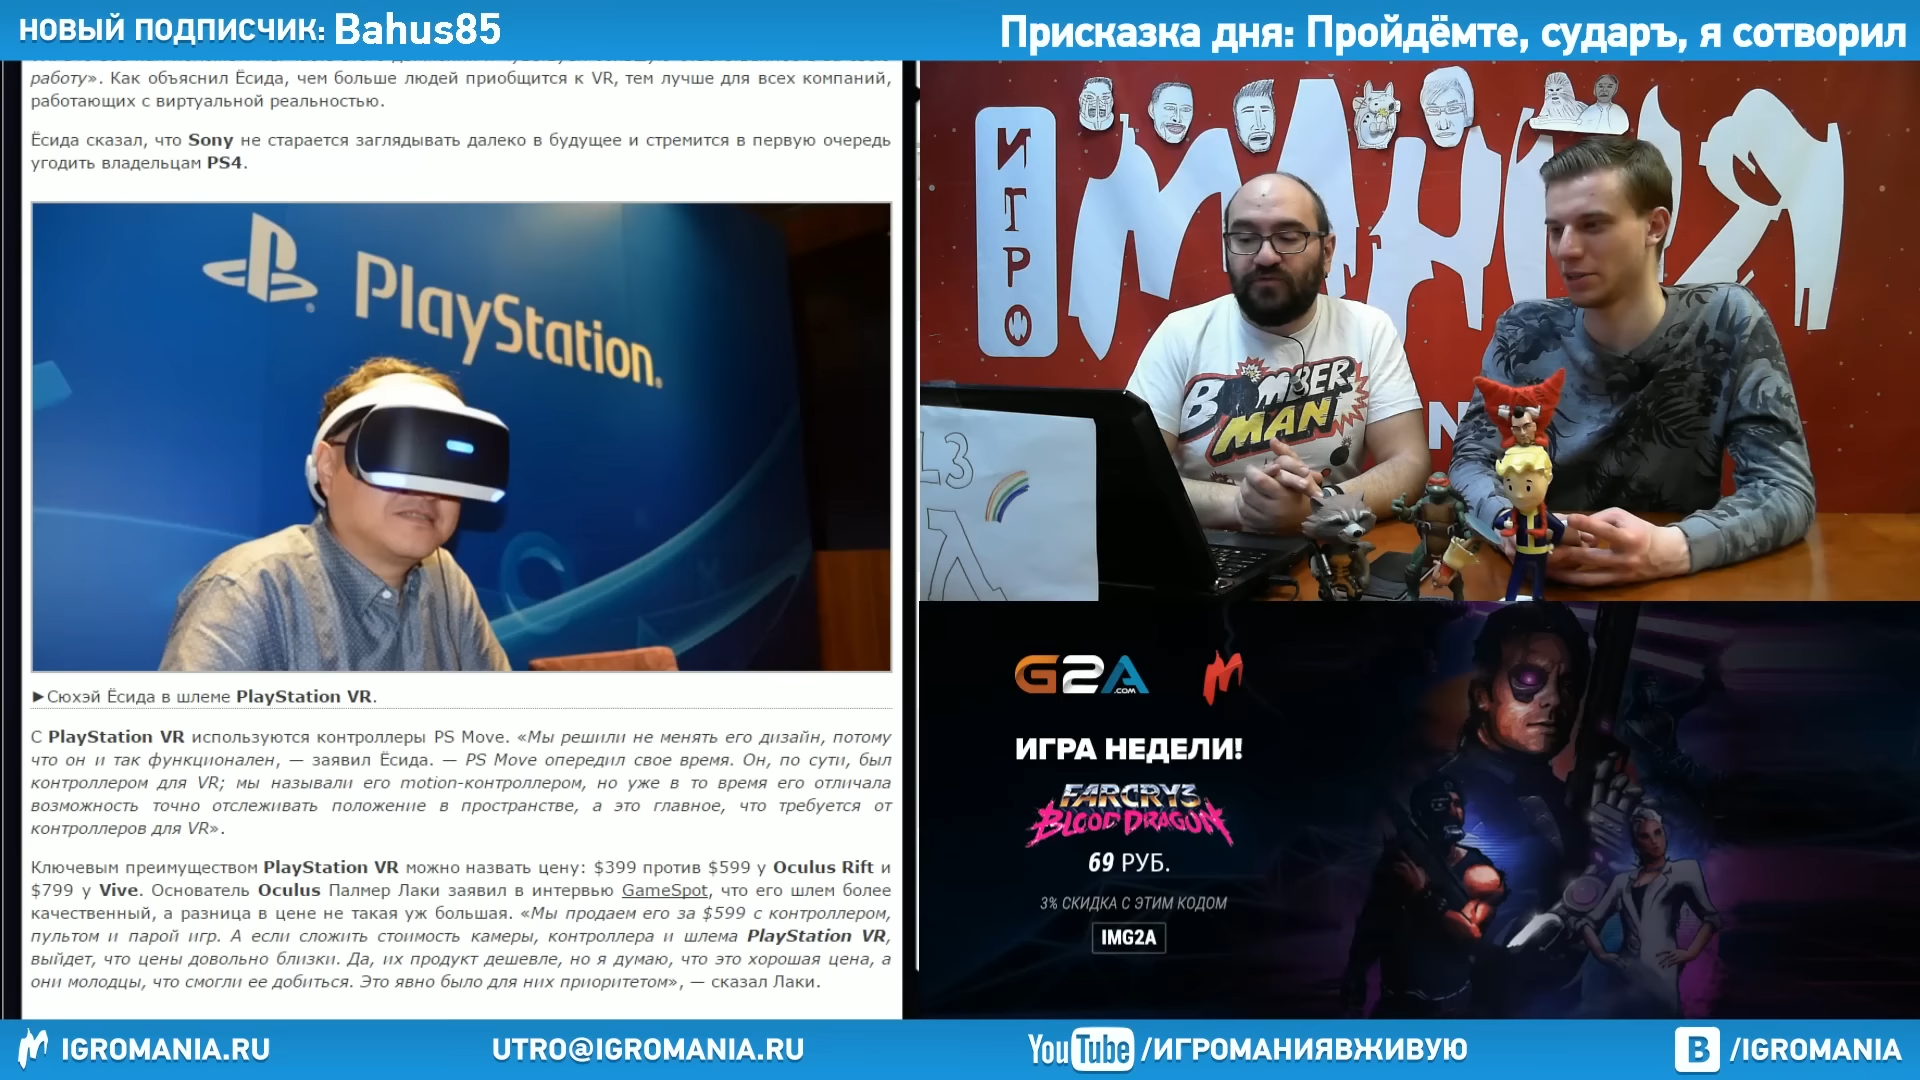 НОВЫЙ ПОДПИСЧИК: Bahus85
Присказка дня: Пройдёмте, сударъ, я сотворил
работу». Как объяснил Ёсида, чем больше людей приобщится к VR, тем лучше для всех компаний,
работающих с виртуальной реальностью.
Ёсида сказал, что Sony не старается заглядывать далеко в будущее и стремится в первую очередь
угодить владельцам PS4.
PlayStation
►Сюхэй Ёсида в шлеме PlayStation VR.
С PlayStation VR используются контроллеры PS Move. «Мы решили не менять его дизайн, потому
что он и так функционален, — заявил Ёсида. — PS Move опередил свое время. Он, по сути, был
контроллером для VR; мы называли его motion-контроллером, но уже в то время его отличала
возможность точно отслеживать положение в пространстве, а это главное, что требуется от
контроллеров для VR».
Ключевым преимуществом PlayStation VR можно назвать цену: $399 против $599 у Oculus Rift и
$799 у Vive. Основатель Oculus Палмер Лаки заявил в интервью GameSpot, что его шлем более
качественный, а разница в цене не такая уж большая. «Мы продаем его за $599 с контроллером,
пультом и парой игр. А если сложить стоимость камеры, контроллера и шлема PlayStation VR,
выйдет, что цены довольно близки. Да, их продукт дешевле, но я думаю, что это хорошая цена, а
они молодцы, что смогли ее добиться. Это явно было для них приоритетом», — сказал Лаки.
ИГРО
МАНИЯ
BOMBER
MAN
L3
G2A.COM
ИГРА НЕДЕЛИ!
FARCRY3
BLOOD DRAGON
69 РУБ.
3% СКИДКА С ЭТИМ КОДОМ
IMG2A
IGROMANIA.RU
UTRO@IGROMANIA.RU
YouTube /ИГРОМАНИЯВЖИВУЮ
B /IGROMANIA